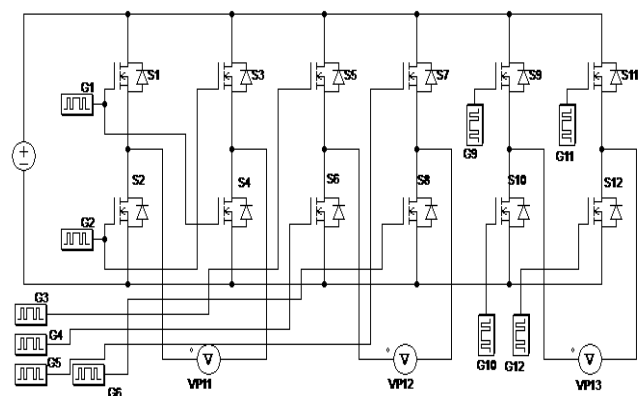 S1 S3 S5 S7 S9 S11
G1
G9 G11
S2 S4 S6 S8 S10 S12
G2
G3
G4
G5 G6
G10 G12
VP11 VP12 VP13
V V V